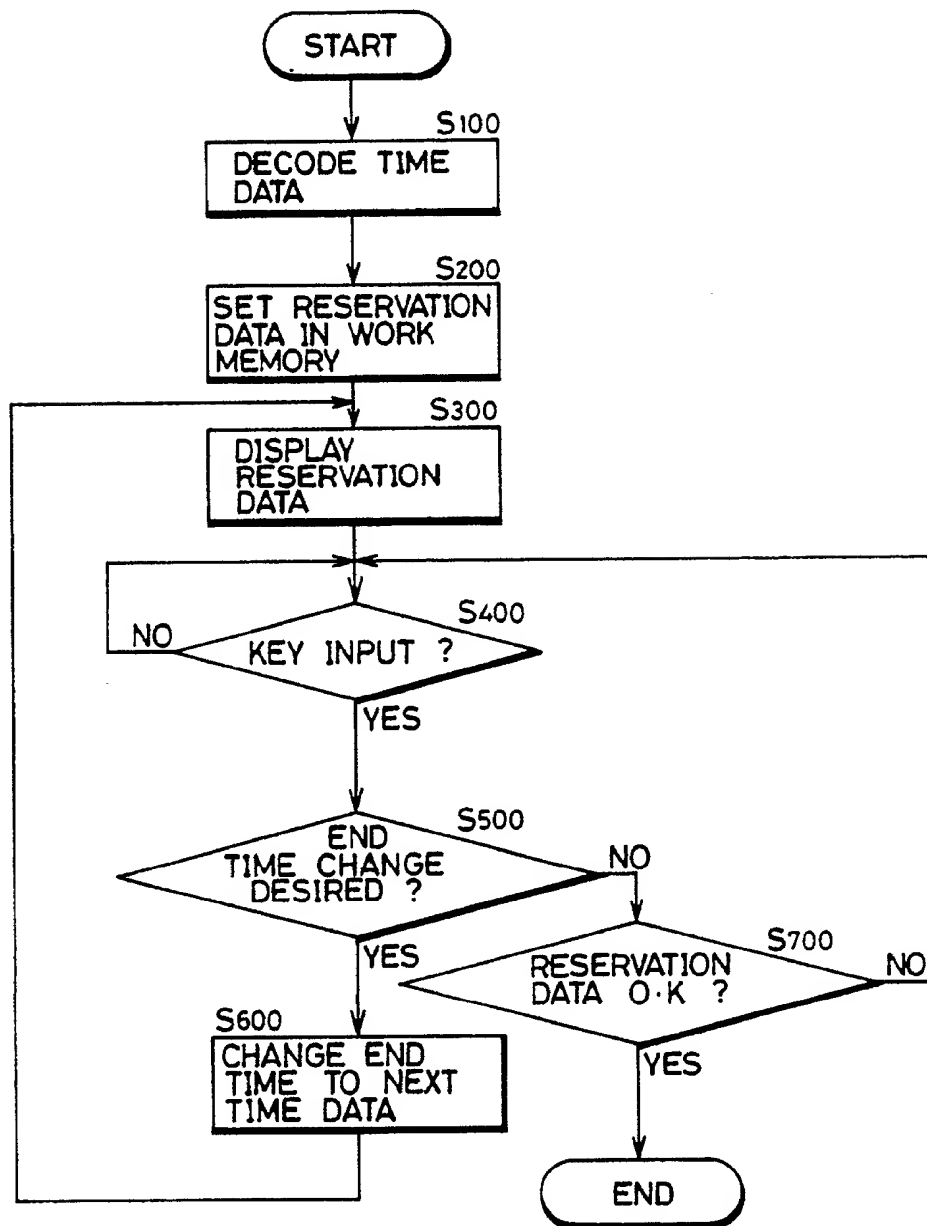 START
S100
DECODE TIME
DATA
S200
SET RESERVATION
DATA IN WORK
MEMORY
S300
DISPLAY
RESERVATION
DATA
S400
NO
KEY INPUT ?
YES
S500
END
TIME CHANGE
DESIRED ?
NO
YES
S700
RESERVATION
DATA O·K ?
NO
YES
S600
CHANGE END
TIME TO NEXT
TIME DATA
END